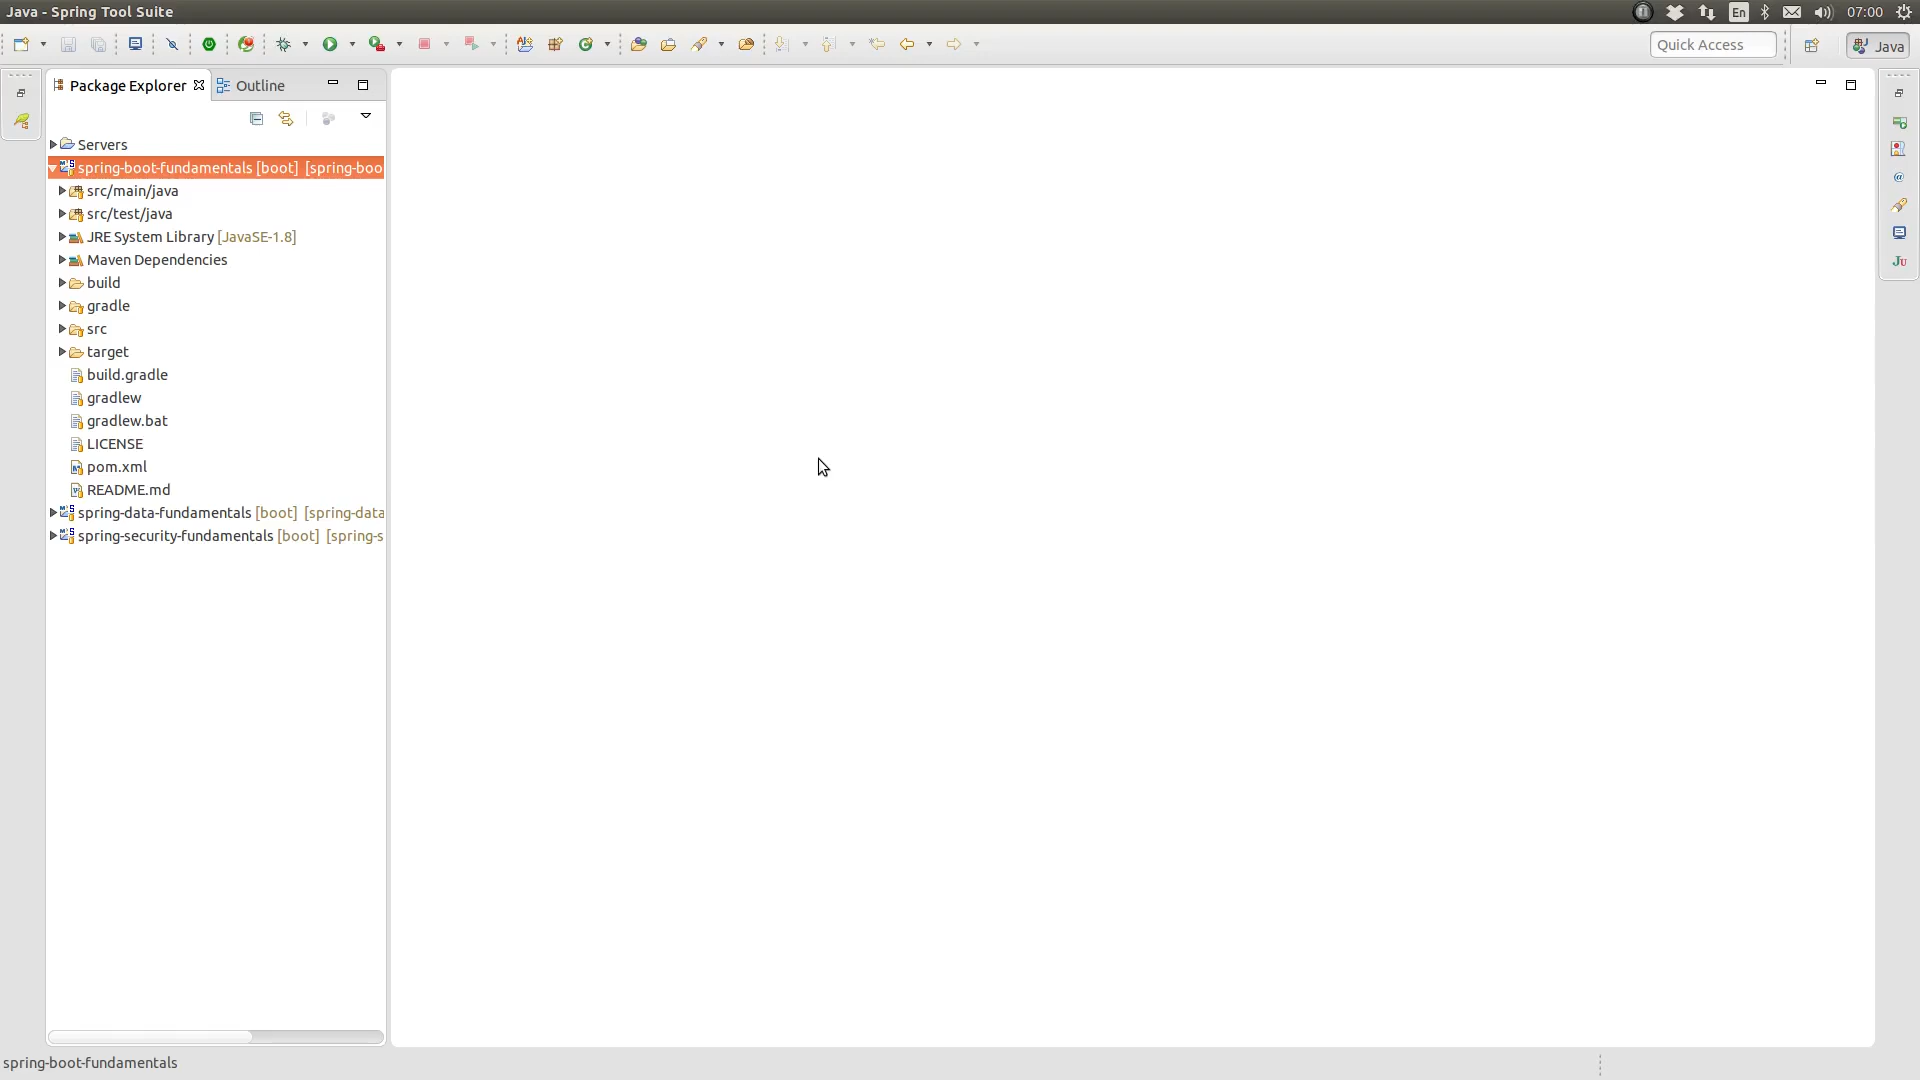 Java - Spring Tool Suite
En
07:00
Quick Access
Java
Package Explorer
Outline
Servers
spring-boot-fundamentals [boot] [spring-boo
src/main/java
src/test/java
JRE System Library [JavaSE-1.8]
Maven Dependencies
build
gradle
src
target
build.gradle
gradlew
gradlew.bat
LICENSE
pom.xml
README.md
spring-data-fundamentals [boot] [spring-data
spring-security-fundamentals [boot] [spring-s
@
JU
spring-boot-fundamentals